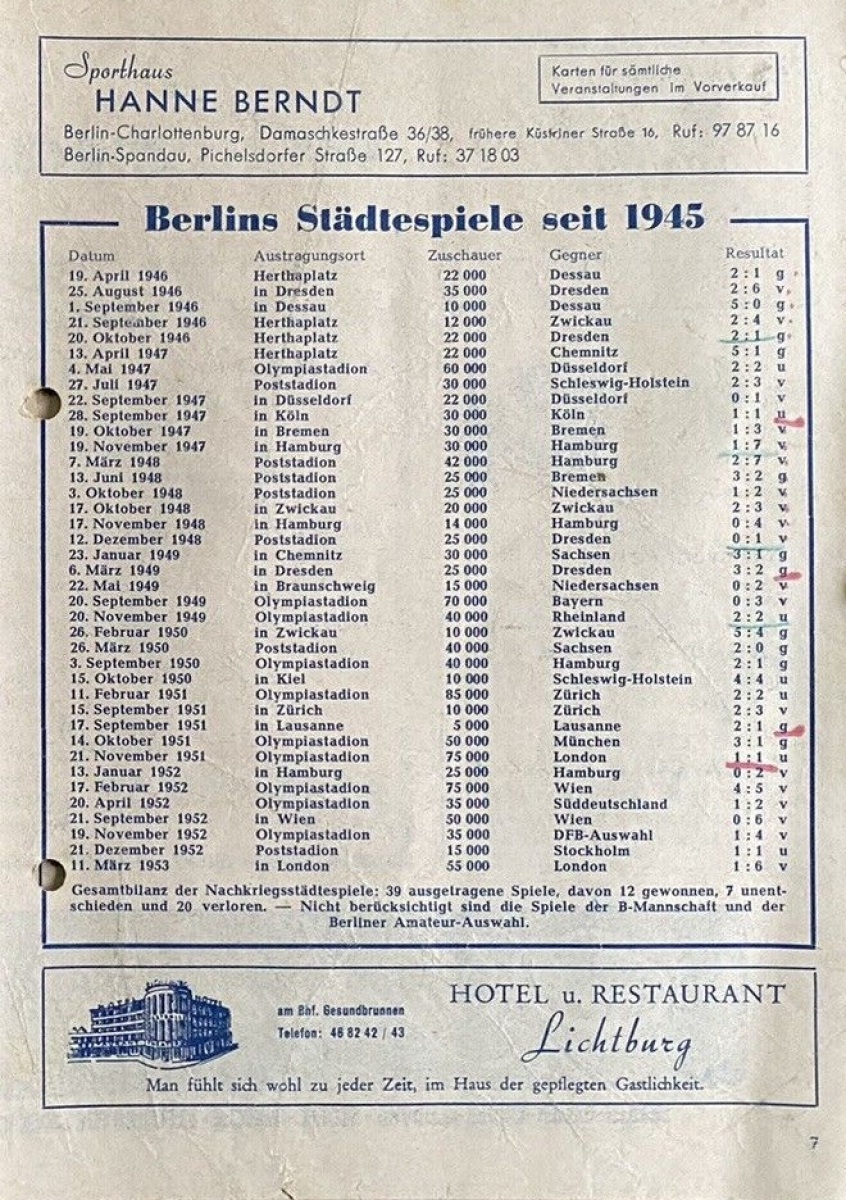 Sporthaus
HANNE BERNDT
Karten für sämtliche
Veranstaltungen im Vorverkauf
Berlin-Charlottenburg, Damaschkestraße 36/38, frühere Küstriner Straße 16, Ruf: 97 87 16
Berlin-Spandau, Pichelsdorfer Straße 127, Ruf: 37 18 03
Berlins Städtespiele seit 1945
Datum Austragungsort Zuschauer Gegner Resultat
19. April 1946 Herthaplatz 22 000 Dessau 2 : 1 g
25. August 1946 in Dresden 35 000 Dresden 2 : 6 v
1. September 1946 in Dessau 10 000 Dessau 5 : 0 g
21. September 1946 Herthaplatz 12 000 Zwickau 2 : 4 v
20. Oktober 1946 Herthaplatz 22 000 Dresden 2 : 1 g
13. April 1947 Herthaplatz 22 000 Chemnitz 5 : 1 g
4. Mai 1947 Olympiastadion 60 000 Düsseldorf 2 : 2 u
27. Juli 1947 Poststadion 30 000 Schleswig-Holstein 2 : 3 v
22. September 1947 in Düsseldorf 22 000 Düsseldorf 0 : 1 v
28. September 1947 in Köln 30 000 Köln 1 : 1 u
19. Oktober 1947 in Bremen 30 000 Bremen 1 : 3 v
19. November 1947 in Hamburg 30 000 Hamburg 1 : 7 v
7. März 1948 Poststadion 42 000 Hamburg 2 : 7 v
13. Juni 1948 Poststadion 25 000 Bremen 3 : 2 g
3. Oktober 1948 Poststadion 25 000 Niedersachsen 1 : 2 v
17. Oktober 1948 in Zwickau 20 000 Zwickau 2 : 3 v
17. November 1948 in Hamburg 14 000 Hamburg 0 : 4 v
12. Dezember 1948 Poststadion 25 000 Dresden 0 : 1 v
23. Januar 1949 in Chemnitz 30 000 Sachsen 3 : 1 g
6. März 1949 in Dresden 25 000 Dresden 3 : 2 g
22. Mai 1949 in Braunschweig 15 000 Niedersachsen 0 : 2 v
20. September 1949 Olympiastadion 70 000 Bayern 0 : 3 v
20. November 1949 Olympiastadion 40 000 Rheinland 2 : 2 u
26. Februar 1950 in Zwickau 10 000 Zwickau 5 : 4 g
26. März 1950 Poststadion 40 000 Sachsen 2 : 0 g
3. September 1950 Olympiastadion 40 000 Hamburg 2 : 1 g
15. Oktober 1950 in Kiel 10 000 Schleswig-Holstein 4 : 4 u
11. Februar 1951 Olympiastadion 85 000 Zürich 2 : 2 u
15. September 1951 in Zürich 10 000 Zürich 2 : 3 v
17. September 1951 in Lausanne 5 000 Lausanne 2 : 1 g
14. Oktober 1951 Olympiastadion 50 000 München 3 : 1 g
21. November 1951 Olympiastadion 75 000 London 1 : 1 u
13. Januar 1952 in Hamburg 25 000 Hamburg 0 : 2 v
17. Februar 1952 Olympiastadion 75 000 Wien 4 : 5 v
20. April 1952 Olympiastadion 35 000 Süddeutschland 1 : 2 v
21. September 1952 in Wien 50 000 Wien 0 : 6 v
19. November 1952 Olympiastadion 35 000 DFB-Auswahl 1 : 4 v
21. Dezember 1952 Poststadion 15 000 Stockholm 1 : 1 u
11. März 1953 in London 55 000 London 1 : 6 v
Gesamtbilanz der Nachkriegsstädtespiele: 39 ausgetragene Spiele, davon 12 gewonnen, 7 unent-
schieden und 20 verloren. — Nicht berücksichtigt sind die Spiele der B-Mannschaft und der
Berliner Amateur-Auswahl.
HOTEL u. RESTAURANT
Lichtburg
am Bhf. Gesundbrunnen
Telefon: 46 82 42 / 43
Man fühlt sich wohl zu jeder Zeit, im Haus der gepflegten Gastlichkeit.
7